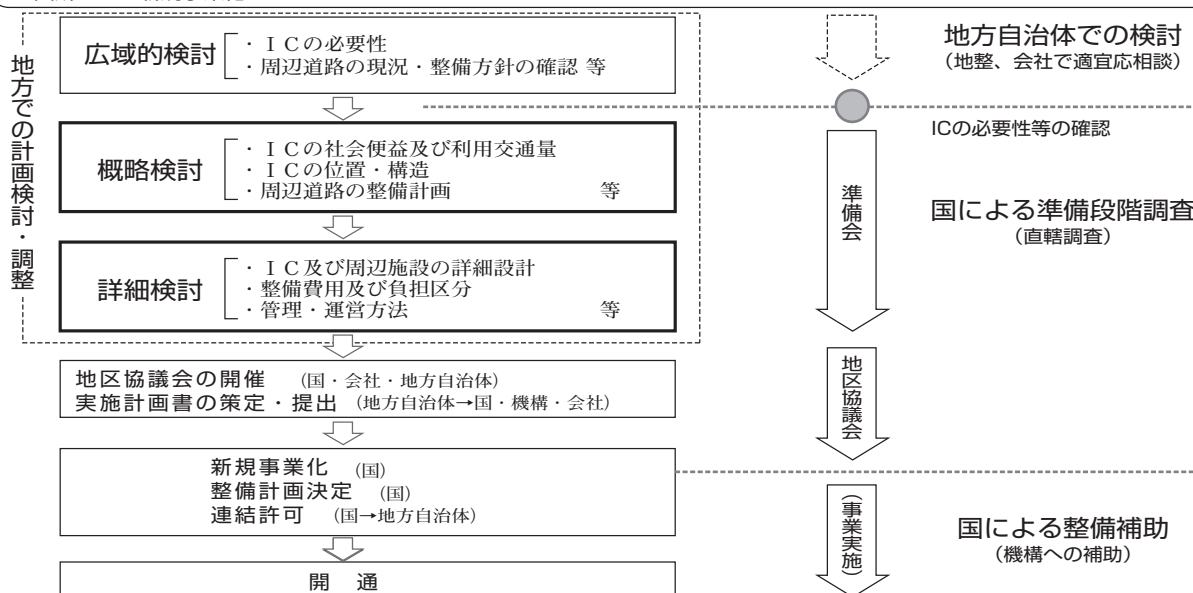 地方での計画検討・調整
広域的検討
・ＩＣの必要性
・周辺道路の現況・整備方針の確認 等
概略検討
・ＩＣの社会便益及び利用交通量
・ＩＣの位置・構造
・周辺道路の整備計画 等
詳細検討
・ＩＣ及び周辺施設の詳細設計
・整備費用及び負担区分
・管理・運営方法 等
地区協議会の開催 （国・会社・地方自治体）
実施計画書の策定・提出 （地方自治体→国・機構・会社）
新規事業化 （国）
整備計画決定 （国）
連結許可 （国→地方自治体）
開 通
準備会
地区協議会
（事業実施）
地方自治体での検討
（地整、会社で適宜応相談）
ICの必要性等の確認
国による準備段階調査
（直轄調査）
国による整備補助
（機構への補助）